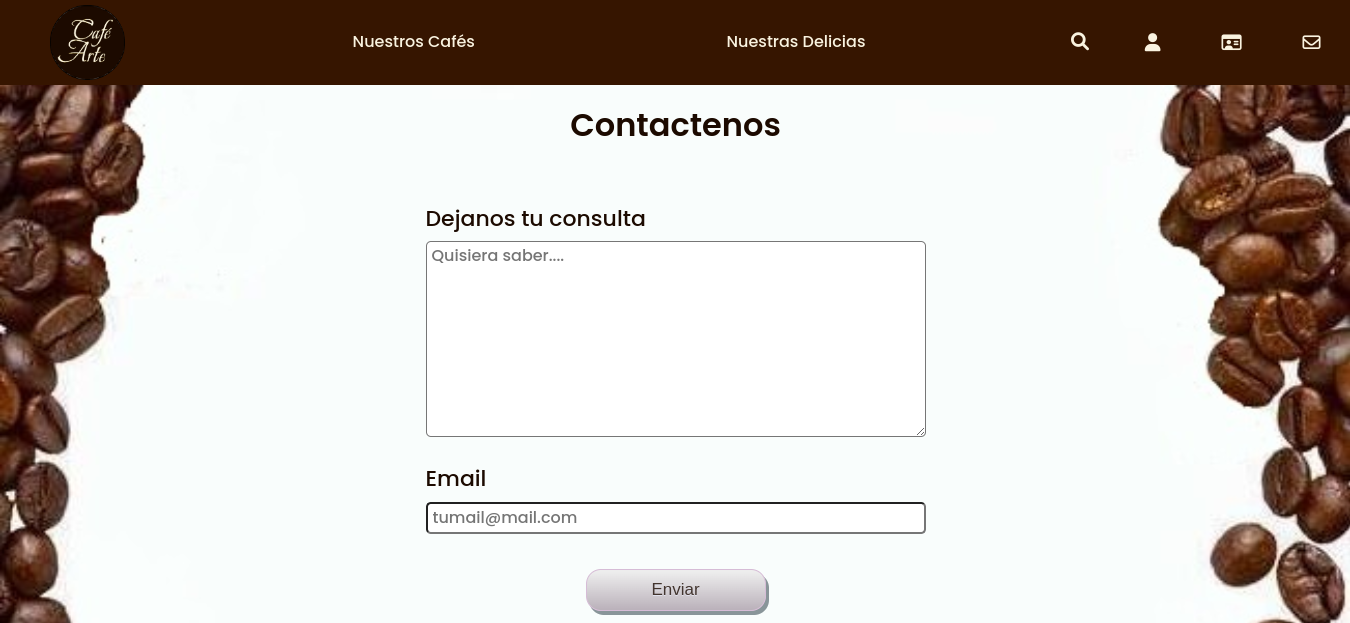 Café
Arte
Nuestros Cafés
Nuestras Delicias
Contactenos
Dejanos tu consulta
Quisiera saber....
Email
tumail@mail.com
Enviar